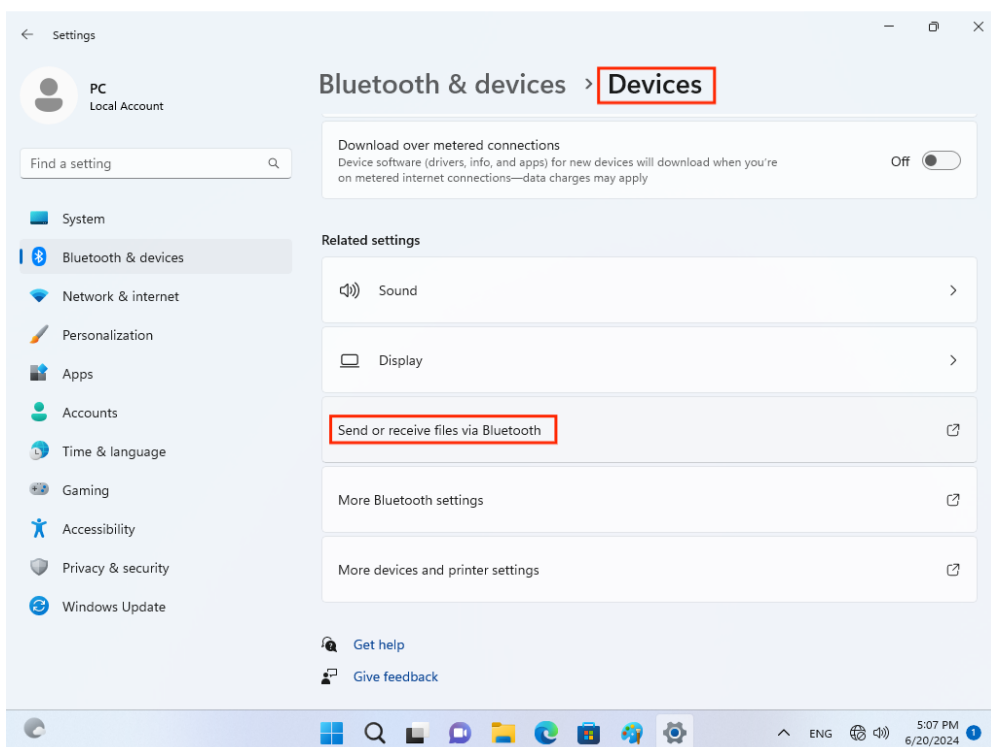 Settings
PC
Local Account
Find a setting
System
Bluetooth & devices
Network & internet
Personalization
Apps
Accounts
Time & language
Gaming
Accessibility
Privacy & security
Windows Update
Bluetooth & devices › Devices
Download over metered connections
Device software (drivers, info, and apps) for new devices will download when you're
on metered internet connections—data charges may apply
Off
Related settings
Sound
Display
Send or receive files via Bluetooth
More Bluetooth settings
More devices and printer settings
Get help
Give feedback
ENG
5:07 PM
6/20/2024
1